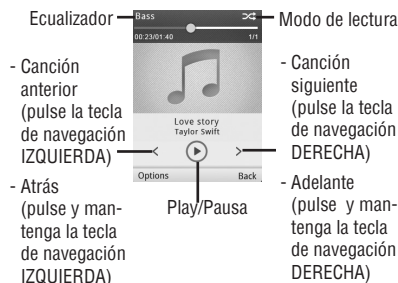 Ecualizador
Bass
Modo de lectura
00:23/01:40
1/1
- Canción
anterior
(pulse la tecla
de navegación
IZQUIERDA)
- Atrás
(pulse y man-
tenga la tecla
de navegación
IZQUIERDA)
Love story
Taylor Swift
<
>
Options
Back
Play/Pausa
- Canción
siguiente
(pulse la tecla
de navegación
DERECHA)
- Adelante
(pulse y man-
tenga la tecla
de navegación
DERECHA)